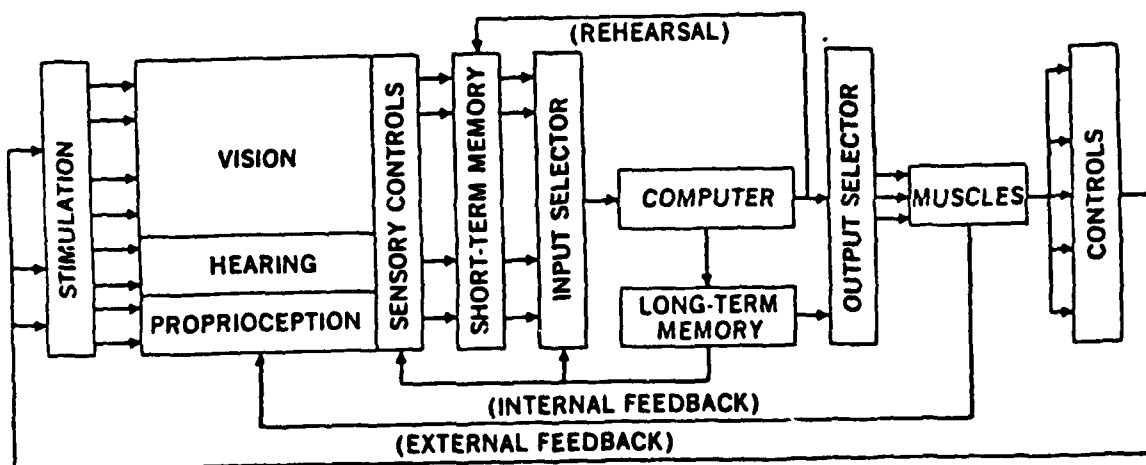 (REHEARSAL)
STIMULATION
VISION
HEARING
PROPRIOCEPTION
SENSORY CONTROLS
SHORT-TERM MEMORY
INPUT SELECTOR
COMPUTER
LONG-TERM
MEMORY
OUTPUT SELECTOR
MUSCLES
CONTROLS
(INTERNAL FEEDBACK)
(EXTERNAL FEEDBACK)